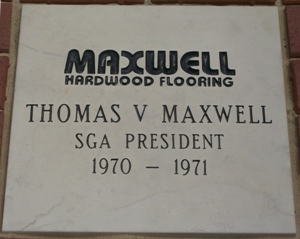 MAXWELL
HARDWOOD FLOORING
THOMAS V MAXWELL
SGA PRESIDENT
1970 – 1971